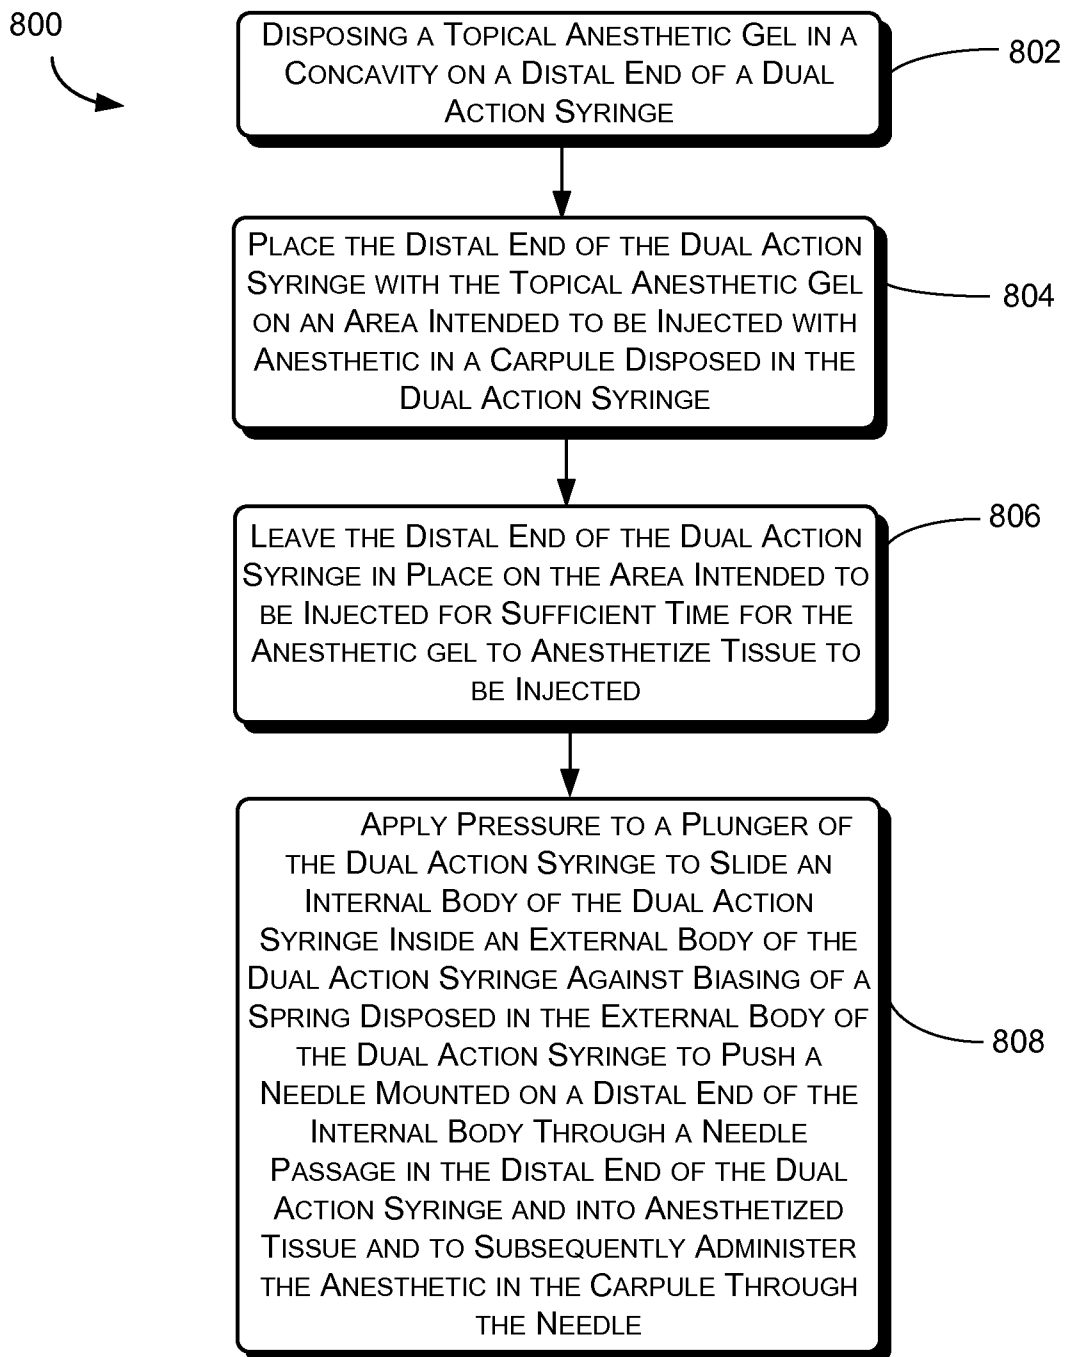 800
DISPOSING A TOPICAL ANESTHETIC GEL IN A
CONCAVITY ON A DISTAL END OF A DUAL
ACTION SYRINGE
802
PLACE THE DISTAL END OF THE DUAL ACTION
SYRINGE WITH THE TOPICAL ANESTHETIC GEL
ON AN AREA INTENDED TO BE INJECTED WITH
ANESTHETIC IN A CARPULE DISPOSED IN THE
DUAL ACTION SYRINGE
804
LEAVE THE DISTAL END OF THE DUAL ACTION
SYRINGE IN PLACE ON THE AREA INTENDED TO
BE INJECTED FOR SUFFICIENT TIME FOR THE
ANESTHETIC GEL TO ANESTHETIZE TISSUE TO
BE INJECTED
806
APPLY PRESSURE TO A PLUNGER OF
THE DUAL ACTION SYRINGE TO SLIDE AN
INTERNAL BODY OF THE DUAL ACTION
SYRINGE INSIDE AN EXTERNAL BODY OF THE
DUAL ACTION SYRINGE AGAINST BIASING OF A
SPRING DISPOSED IN THE EXTERNAL BODY OF
THE DUAL ACTION SYRINGE TO PUSH A
NEEDLE MOUNTED ON A DISTAL END OF THE
INTERNAL BODY THROUGH A NEEDLE
PASSAGE IN THE DISTAL END OF THE DUAL
ACTION SYRINGE AND INTO ANESTHETIZED
TISSUE AND TO SUBSEQUENTLY ADMINISTER
THE ANESTHETIC IN THE CARPULE THROUGH
THE NEEDLE
808